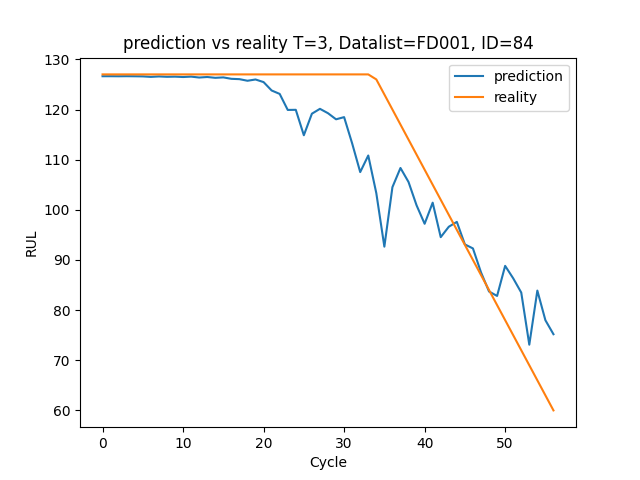 prediction vs reality T=3, Datalist=FD001, ID=84
prediction
reality
130
120
110
100
90
80
70
60
RUL
0 10 20 30 40 50
Cycle